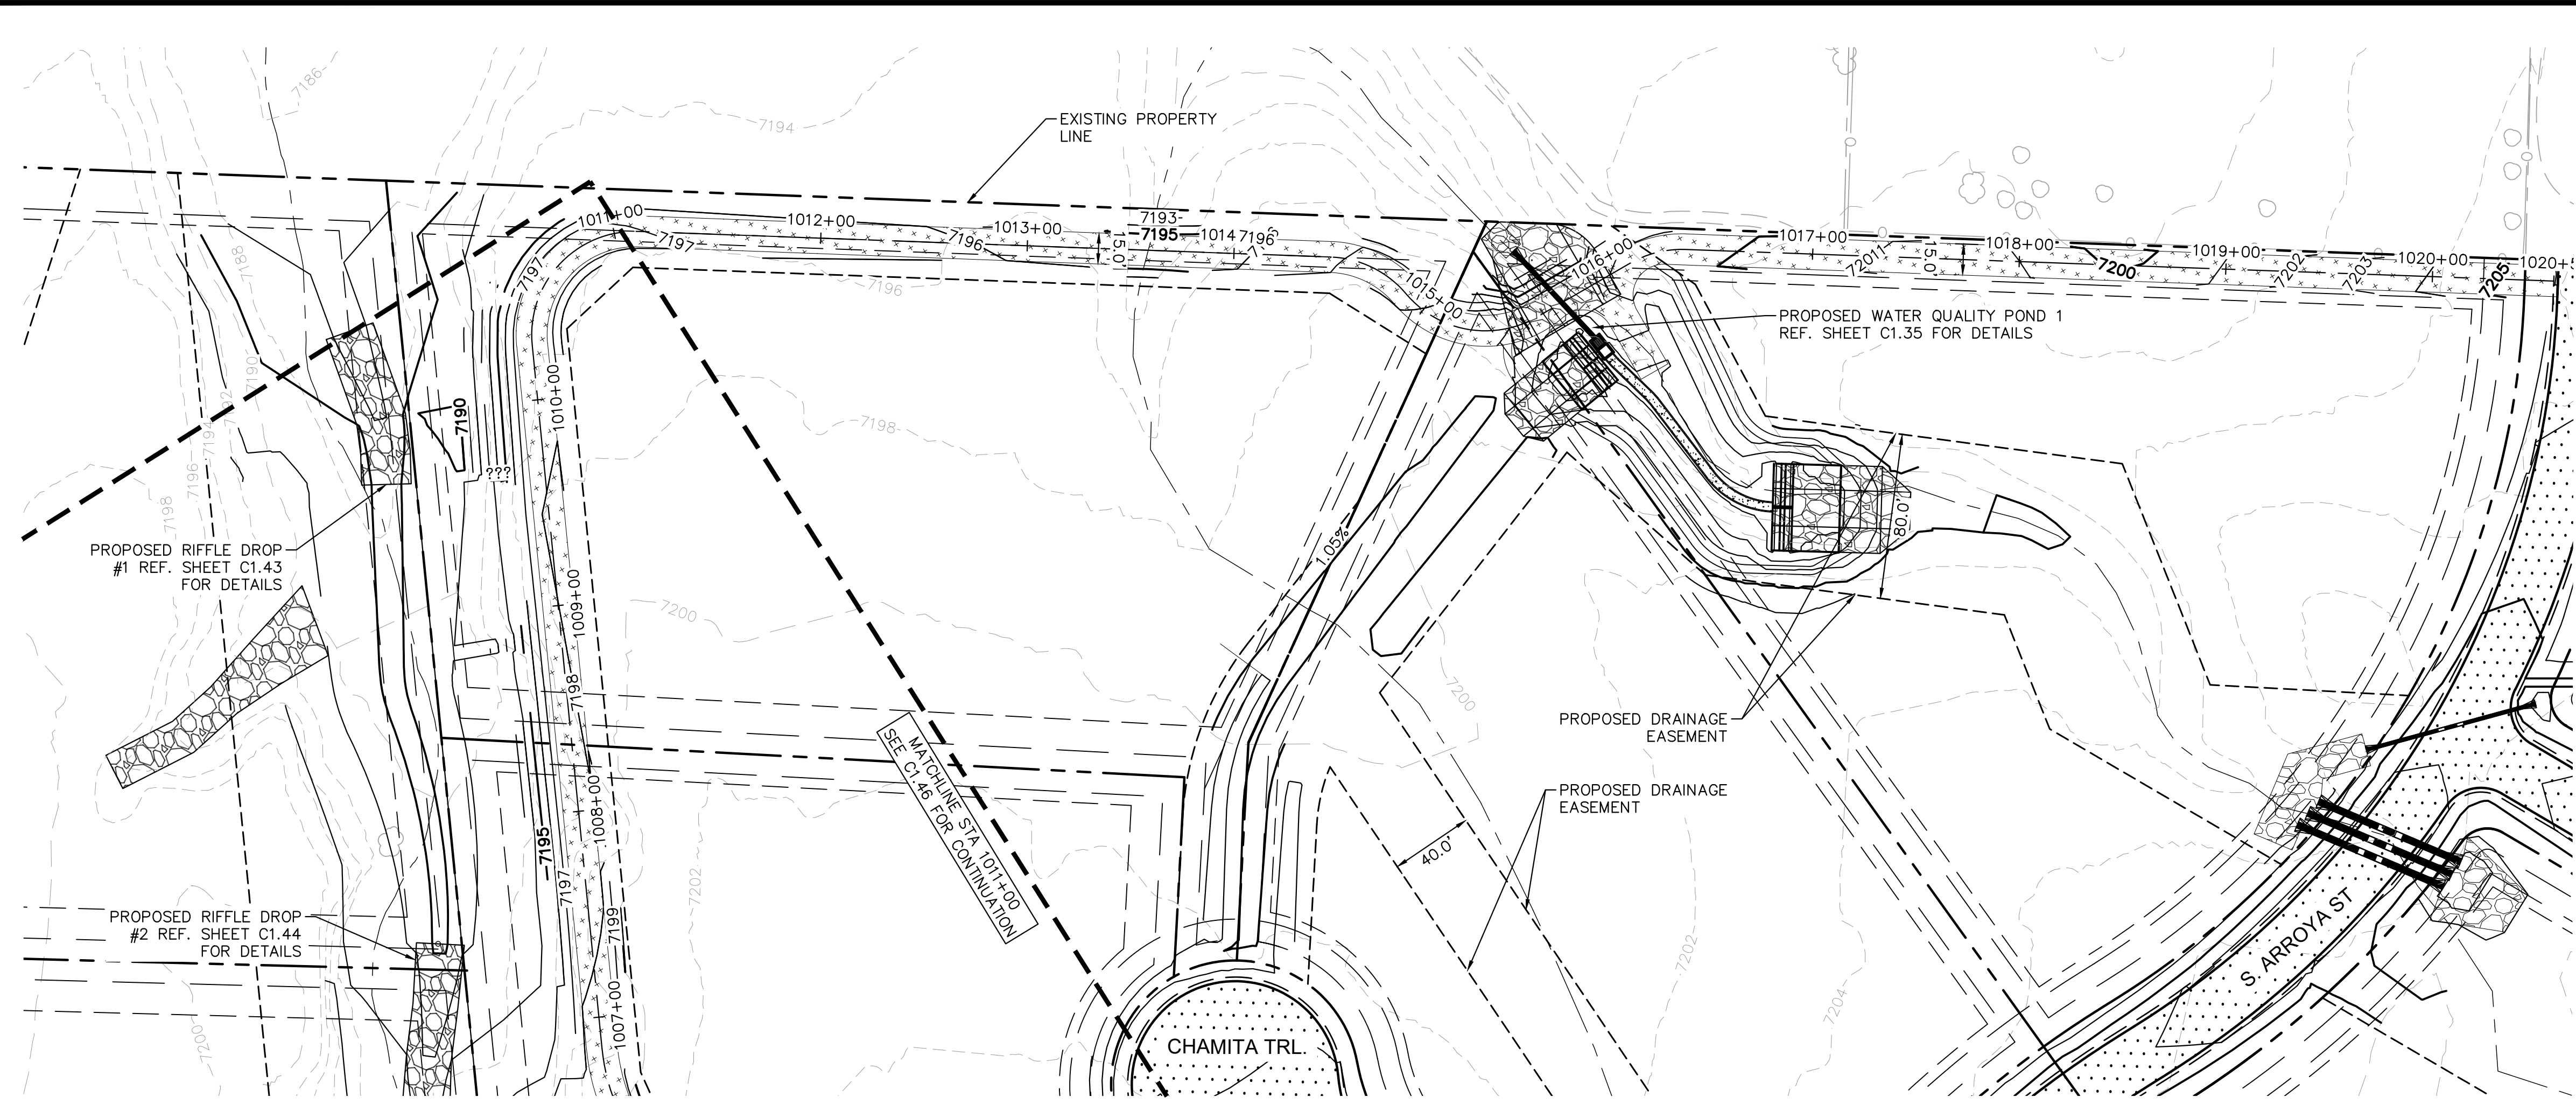 7186
7194
EXISTING PROPERTY
LINE
1011+00
1012+00
1013+00
7193
7195
1014
7196
1016+00
1017+00
1018+00
1019+00
1020+00
7197
7196
15.0'
7201
15.0'
7200
7202
7203
7205
7188
7197
7196
1015+00
PROPOSED WATER QUALITY POND 1
REF. SHEET C1.35 FOR DETAILS
7190
7192
7194
7196
7198
7190
1010+00
7198
???
80.0'
1.05%
PROPOSED RIFFLE DROP
#1 REF. SHEET C1.43
FOR DETAILS
1009+00
7200
7198
7200
PROPOSED DRAINAGE
EASEMENT
MATCHLINE STA 1011+00
SEE C1.46 FOR CONTINUATION
PROPOSED DRAINAGE
EASEMENT
1008+00
7195
7197
7202
40.0'
PROPOSED RIFFLE DROP
#2 REF. SHEET C1.44
FOR DETAILS
7199
7202
S. ARROYA ST
7204
7200
1007+00
CHAMITA TRL.